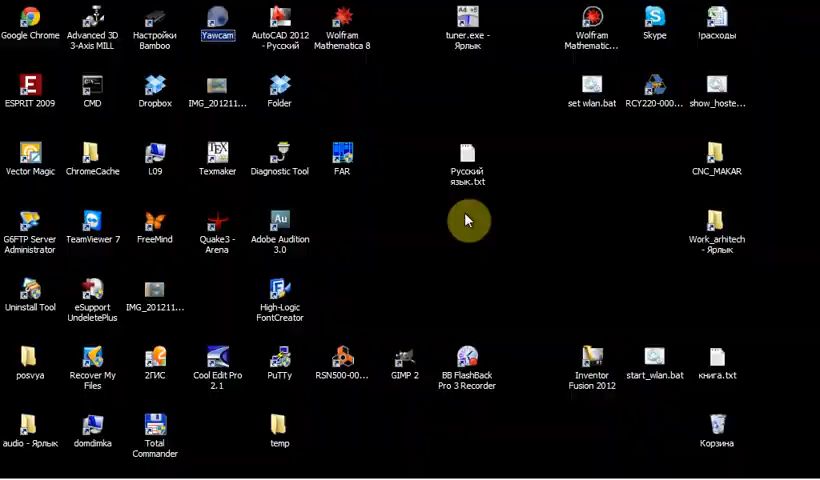 Google Chrome
Advanced 3D
3-Axis MILL
Настройки
Bamboo
Yawcam
AutoCAD 2012
- Русский
Wolfram
Mathematica 8
tuner.exe -
Ярлык
Wolfram
Mathematic...
Skype
!расходы
ESPRIT 2009
CMD
Dropbox
IMG_201211...
Folder
set wlan.bat
RCY220-000...
show_hoste...
Vector Magic
ChromeCache
L09
Texmaker
Diagnostic Tool
FAR
Русский
язык.txt
CNC_MAKAR
G6FTP Server
Administrator
TeamViewer 7
FreeMind
Quake3 -
Arena
Adobe Audition
3.0
Work_arhitech
- Ярлык
Uninstall Tool
eSupport
UndeletePlus
IMG_201211...
High-Logic
FontCreator
posvya
Recover My
Files
2ГИС
Cool Edit Pro
2.1
PuTTy
RSN500-00...
GIMP 2
BB FlashBack
Pro 3 Recorder
Inventor
Fusion 2012
start_wlan.bat
книга.txt
audio - Ярлык
domdimka
Total
Commander
temp
Корзина